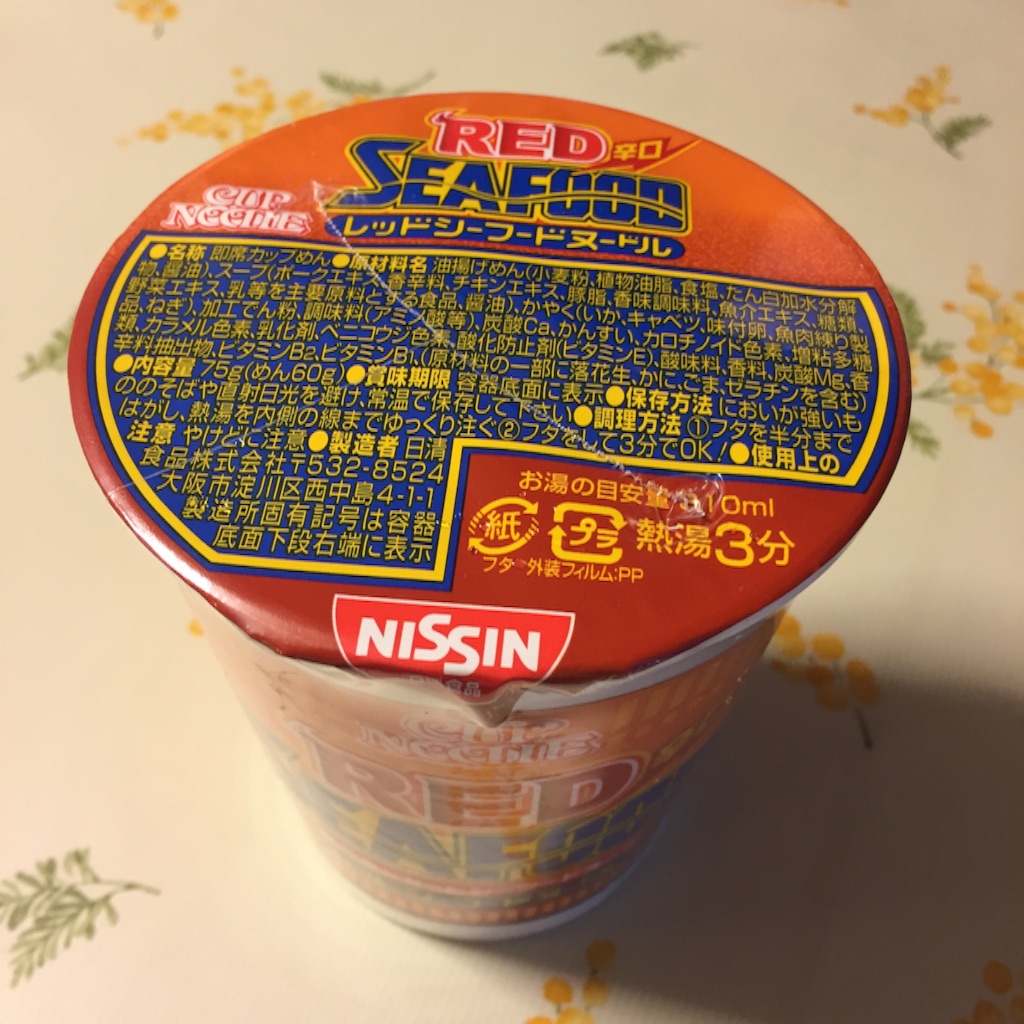 RED 辛口
SEAFOOD
CUP
NOODLE
レッドシーフードヌードル
●名称 即席カップめん●原材料名 油揚げめん(小麦粉、植物油脂、食塩、たん白加水分解
物、醤油)、スープ(ポークエキス、香辛料、チキンエキス、豚脂、香味調味料、魚介エキス、糖類、
野菜エキス、乳等を主要原料とする食品、醤油)、かやく(いか、キャベツ、味付卵、魚肉練り製
品、ねぎ)、加工でん粉、調味料(アミノ酸等)、炭酸Ca、かんすい、カロチノイド色素、増粘多糖
類、カラメル色素、乳化剤、ベニコウジ色素、酸化防止剤(ビタミンE)、酸味料、香料、炭酸Mg、香
辛料抽出物、ビタミンB2、ビタミンB1、(原材料の一部に落花生、かに、ごま、ゼラチンを含む)
●内容量 75g(めん60g)●賞味期限 容器底面に表示●保存方法 においが強いも
ののそばや直射日光を避け、常温で保存して下さい●調理方法 ①フタを半分まで
はがし、熱湯を内側の線までゆっくり注ぐ②フタをして3分でOK!●使用上の
注意 やけどに注意●製造者 日清
食品株式会社〒532-8524
大阪市淀川区西中島4-1-1
製造所固有記号は容器
底面下段右端に表示
お湯の目安量 10ml
紙 プラ 熱湯3分
フタ 外装フィルム:PP
NISSIN
食品
CUP
NOODLE
RED
SEAFOOD